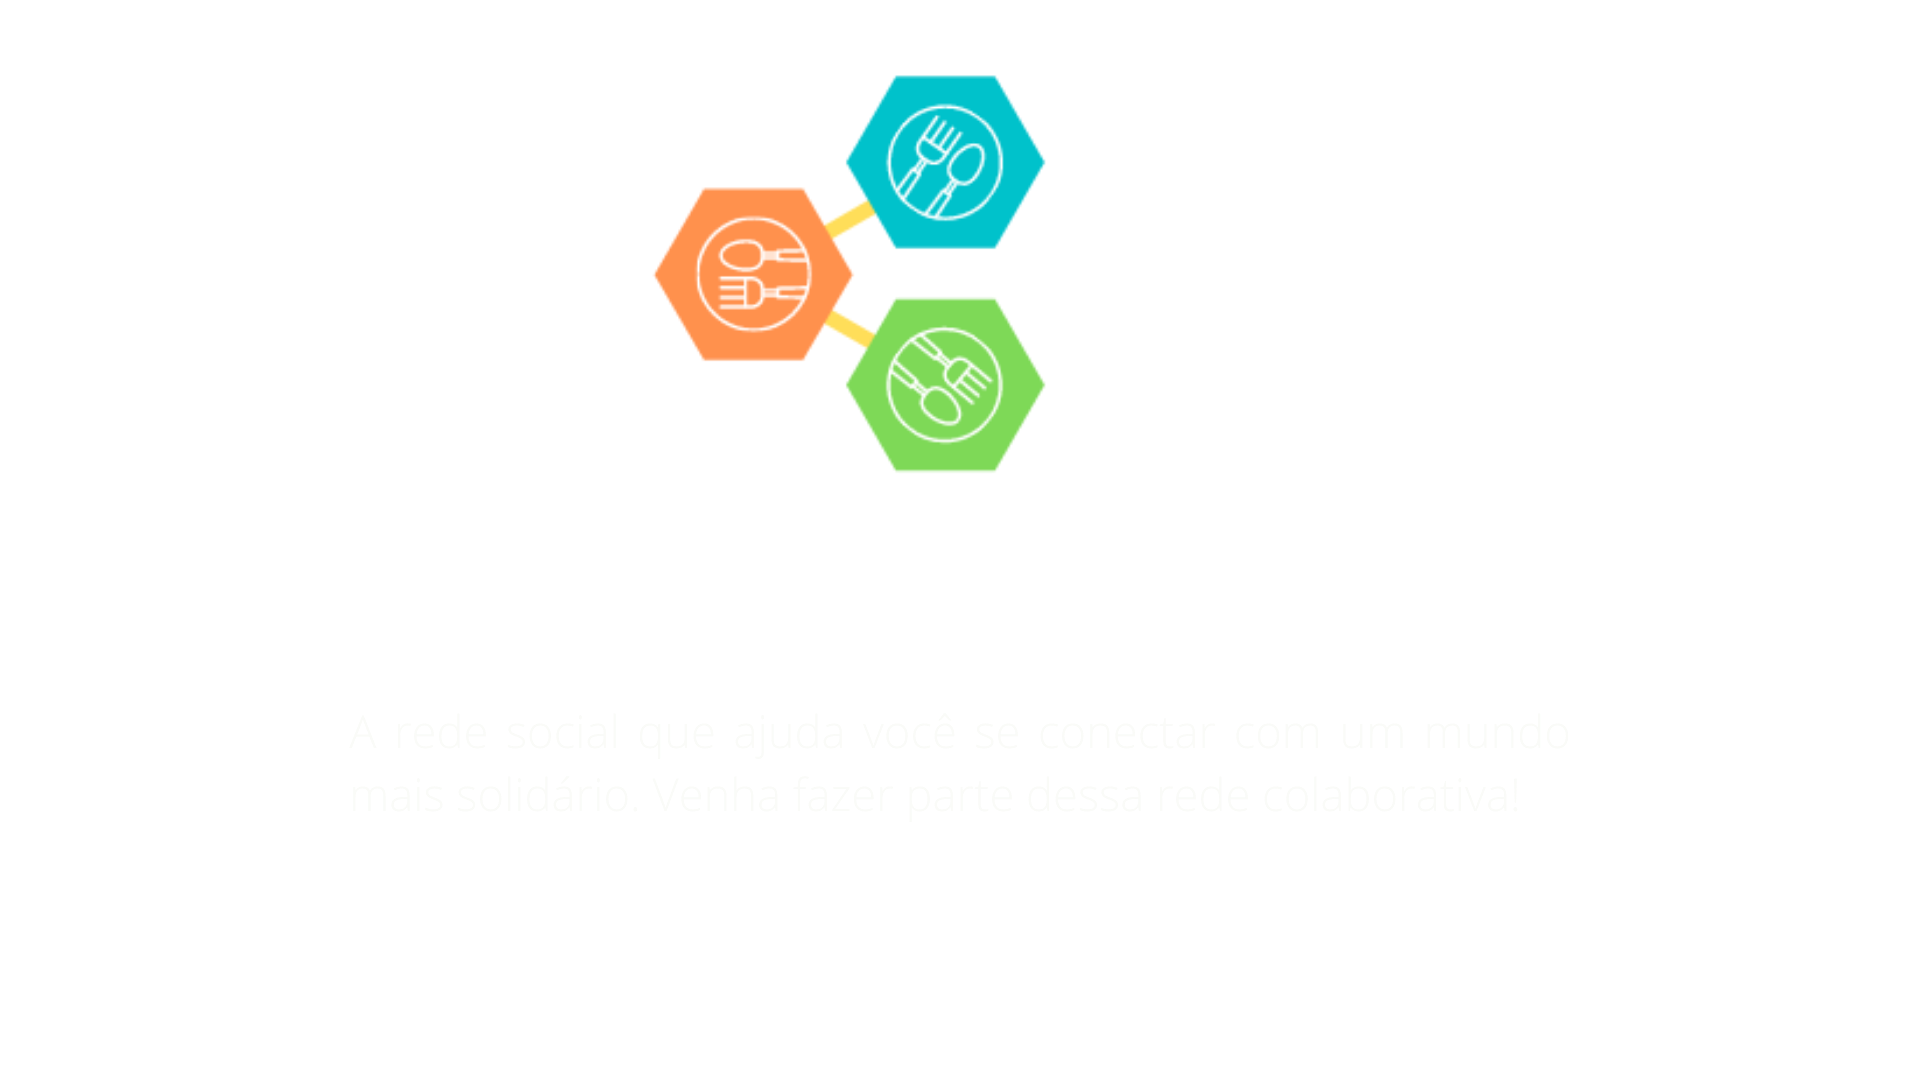 A rede social que ajuda você se conectar com um mundo
mais solidário. Venha fazer parte dessa rede colaborativa!